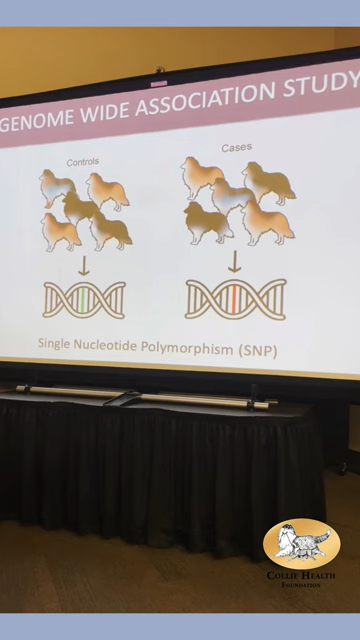 GENOME WIDE ASSOCIATION STUDY
Controls
Cases
Single Nucleotide Polymorphism (SNP)
COLLIE HEALTH
FOUNDATION